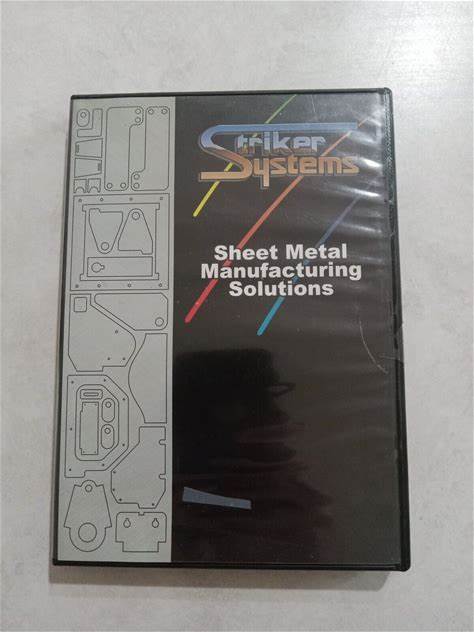 Striker
Systems
Sheet Metal
Manufacturing
Solutions